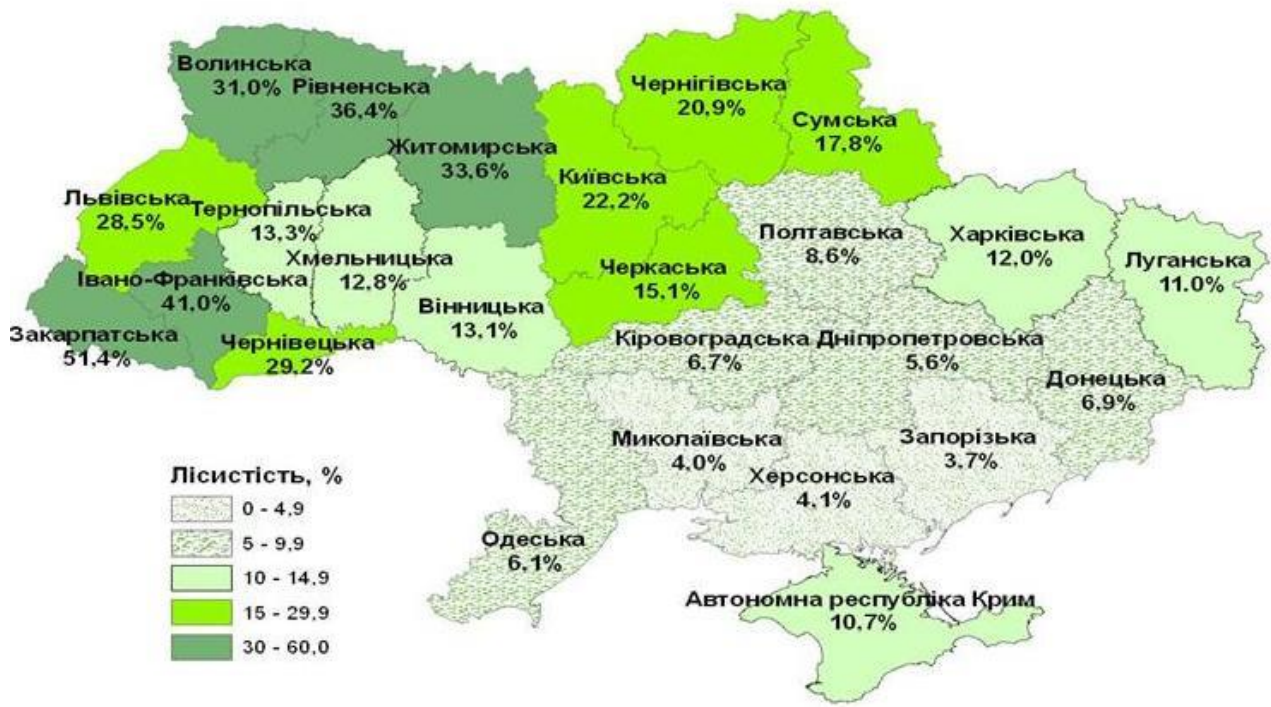 Волинська
31,0%
Рівненська
36,4%
Житомирська
33,6%
Чернігівська
20,9%
Сумська
17,8%
Київська
22,2%
Львівська
28,5%
Тернопільська
13,3%
Хмельницька
12,8%
Івано-Франківська
41,0%
Закарпатська
51,4%
Чернівецька
29,2%
Вінницька
13,1%
Черкаська
15,1%
Полтавська
8,6%
Харківська
12,0%
Луганська
11,0%
Кіровоградська
6,7%
Дніпропетровська
5,6%
Донецька
6,9%
Миколаївська
4,0%
Херсонська
4,1%
Запорізька
3,7%
Одеська
6,1%
Автономна республіка Крим
10,7%
Лісистість, %
0 - 4,9
5 - 9,9
10 - 14,9
15 - 29,9
30 - 60,0